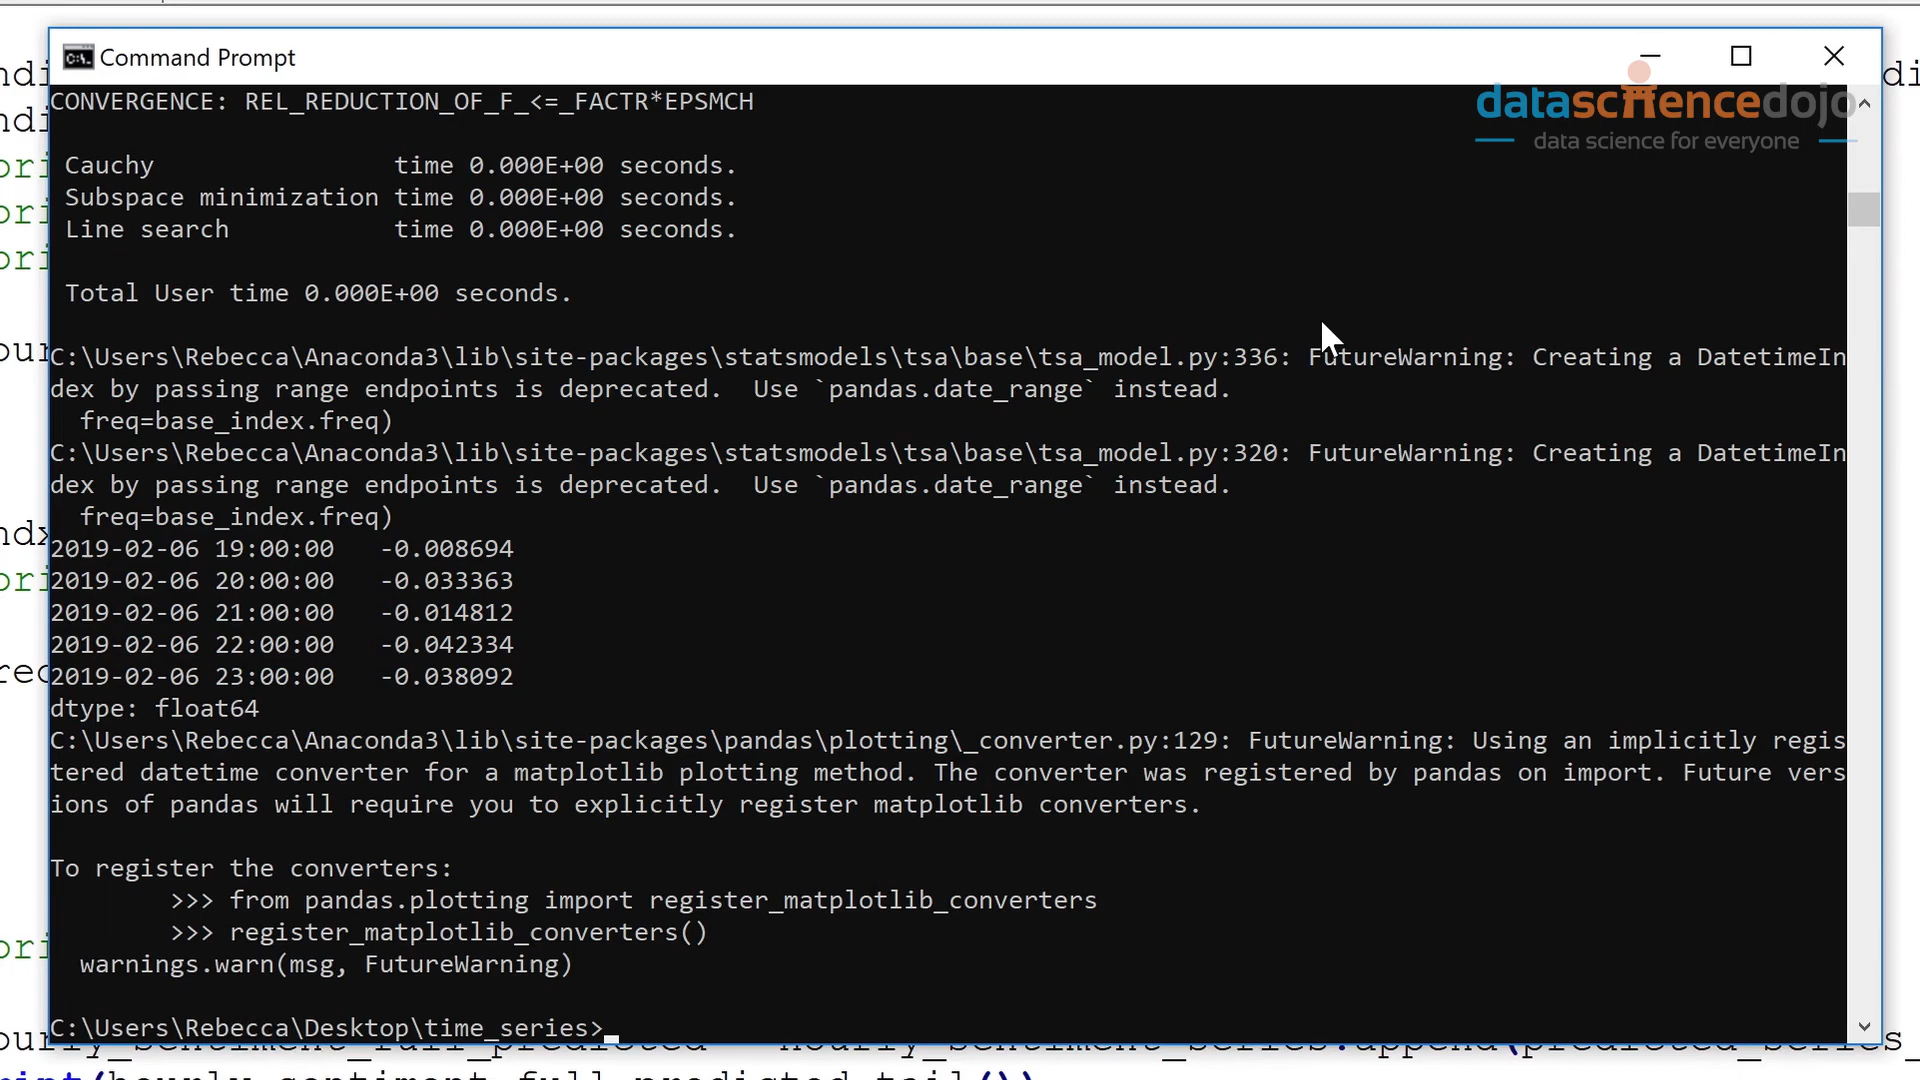 Command Prompt
datasciencedojo
data science for everyone
CONVERGENCE: REL_REDUCTION_OF_F_<=_FACTR*EPSMCH
Cauchy                time 0.000E+00 seconds.
Subspace minimization time 0.000E+00 seconds.
Line search           time 0.000E+00 seconds.
Total User time 0.000E+00 seconds.
C:\Users\Rebecca\Anaconda3\lib\site-packages\statsmodels\tsa\base\tsa_model.py:336: FutureWarning: Creating a DatetimeIn
dex by passing range endpoints is deprecated.  Use `pandas.date_range` instead.
  freq=base_index.freq)
C:\Users\Rebecca\Anaconda3\lib\site-packages\statsmodels\tsa\base\tsa_model.py:320: FutureWarning: Creating a DatetimeIn
dex by passing range endpoints is deprecated.  Use `pandas.date_range` instead.
  freq=base_index.freq)
2019-02-06 19:00:00   -0.008694
2019-02-06 20:00:00   -0.033363
2019-02-06 21:00:00   -0.014812
2019-02-06 22:00:00   -0.042334
2019-02-06 23:00:00   -0.038092
dtype: float64
C:\Users\Rebecca\Anaconda3\lib\site-packages\pandas\plotting\_converter.py:129: FutureWarning: Using an implicitly regis
tered datetime converter for a matplotlib plotting method. The converter was registered by pandas on import. Future vers
ions of pandas will require you to explicitly register matplotlib converters.
To register the converters:
        >>> from pandas.plotting import register_matplotlib_converters
        >>> register_matplotlib_converters()
  warnings.warn(msg, FutureWarning)
C:\Users\Rebecca\Desktop\time_series>